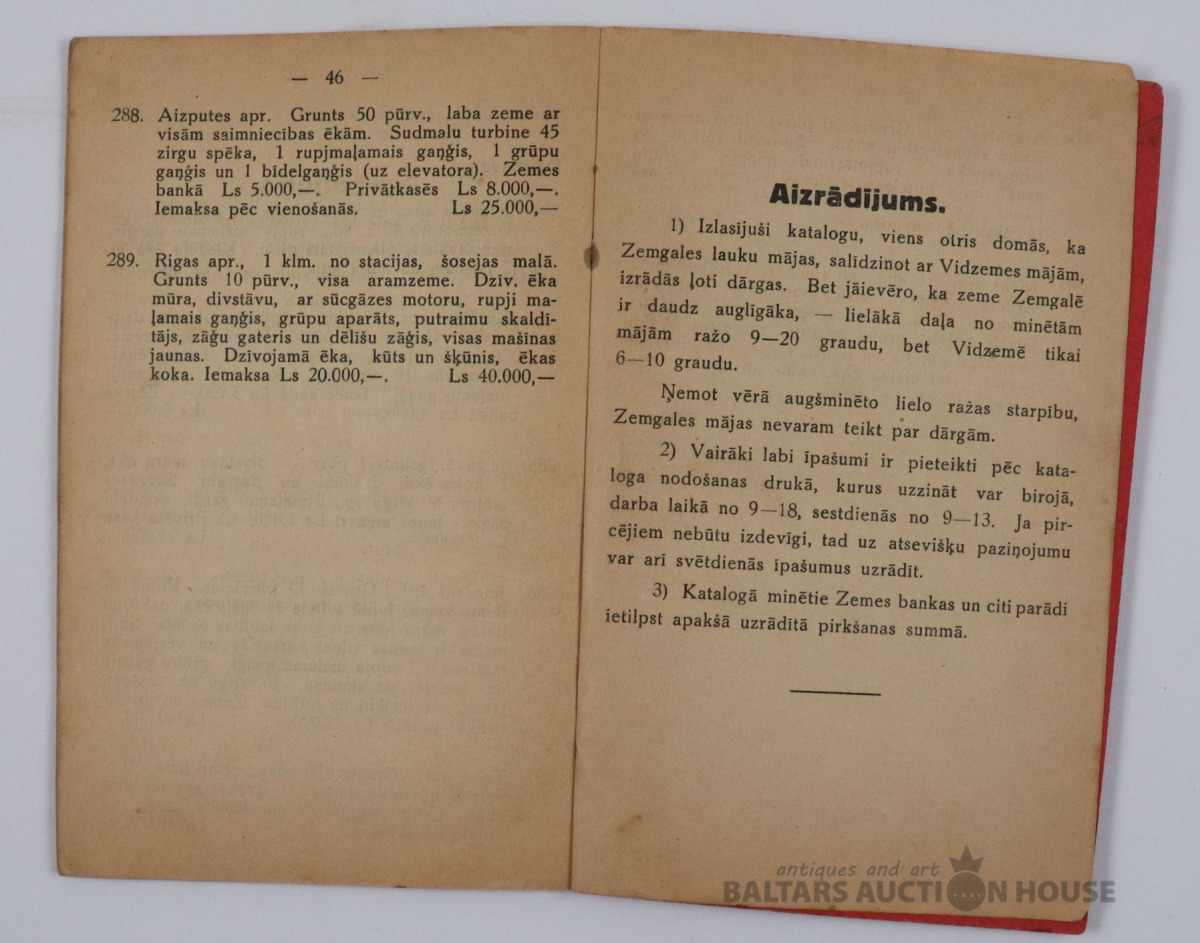 — 46 —
288. Aizputes apr. Grunts 50 pūrv., laba zeme ar
visām saimniecības ēkām. Sudmalu turbine 45
zirgu spēka, 1 rupjmaļamais gaņģis, 1 grūpu
gaņģis un 1 bīdelgaņģis (uz elevatora). Zemes
bankā Ls 5.000,—. Privātkasēs Ls 8.000,—.
Iemaksa pēc vienošanās. Ls 25.000,—
289. Rigas apr., 1 klm. no stacijas, šosejas malā.
Grunts 10 pūrv., visa aramzeme. Dzīv. ēka
mūra, divstāvu, ar sūcgāzes motoru, rupji ma-
ļamais gaņģis, grūpu aparāts, putraimu skaldī-
tājs, zāģu gateris un dēlīšu zāģis, visas mašīnas
jaunas. Dzīvojamā ēka, kūts un šķūnis, ēkas
koka. Iemaksa Ls 20.000,—. Ls 40.000,—
Aizrādījums.
1) Izlasījuši katalogu, viens otris domās, ka
Zemgales lauku mājas, salīdzinot ar Vidzemes mājām,
izrādās ļoti dārgas. Bet jāievēro, ka zeme Zemgalē
ir daudz auglīgāka, — lielākā daļa no minētām
mājām ražo 9—20 graudu, bet Vidzemē tikai
6—10 graudu.
Ņemot vērā augšminēto lielo ražas starpību,
Zemgales mājas nevaram teikt par dārgām.
2) Vairāki labi īpašumi ir pieteikti pēc kata-
loga nodošanas drukā, kurus uzzināt var birojā,
darba laikā no 9—18, sestdienās no 9—13. Ja pir-
cējiem nebūtu izdevīgi, tad uz atsevišķu paziņojumu
var arī svētdienās īpašumus uzrādīt.
3) Katalogā minētie Zemes bankas un citi parādi
ietilpst apakšā uzrādītā pirkšanas summā.
antiques and art
BALTARS AUCTION HOUSE